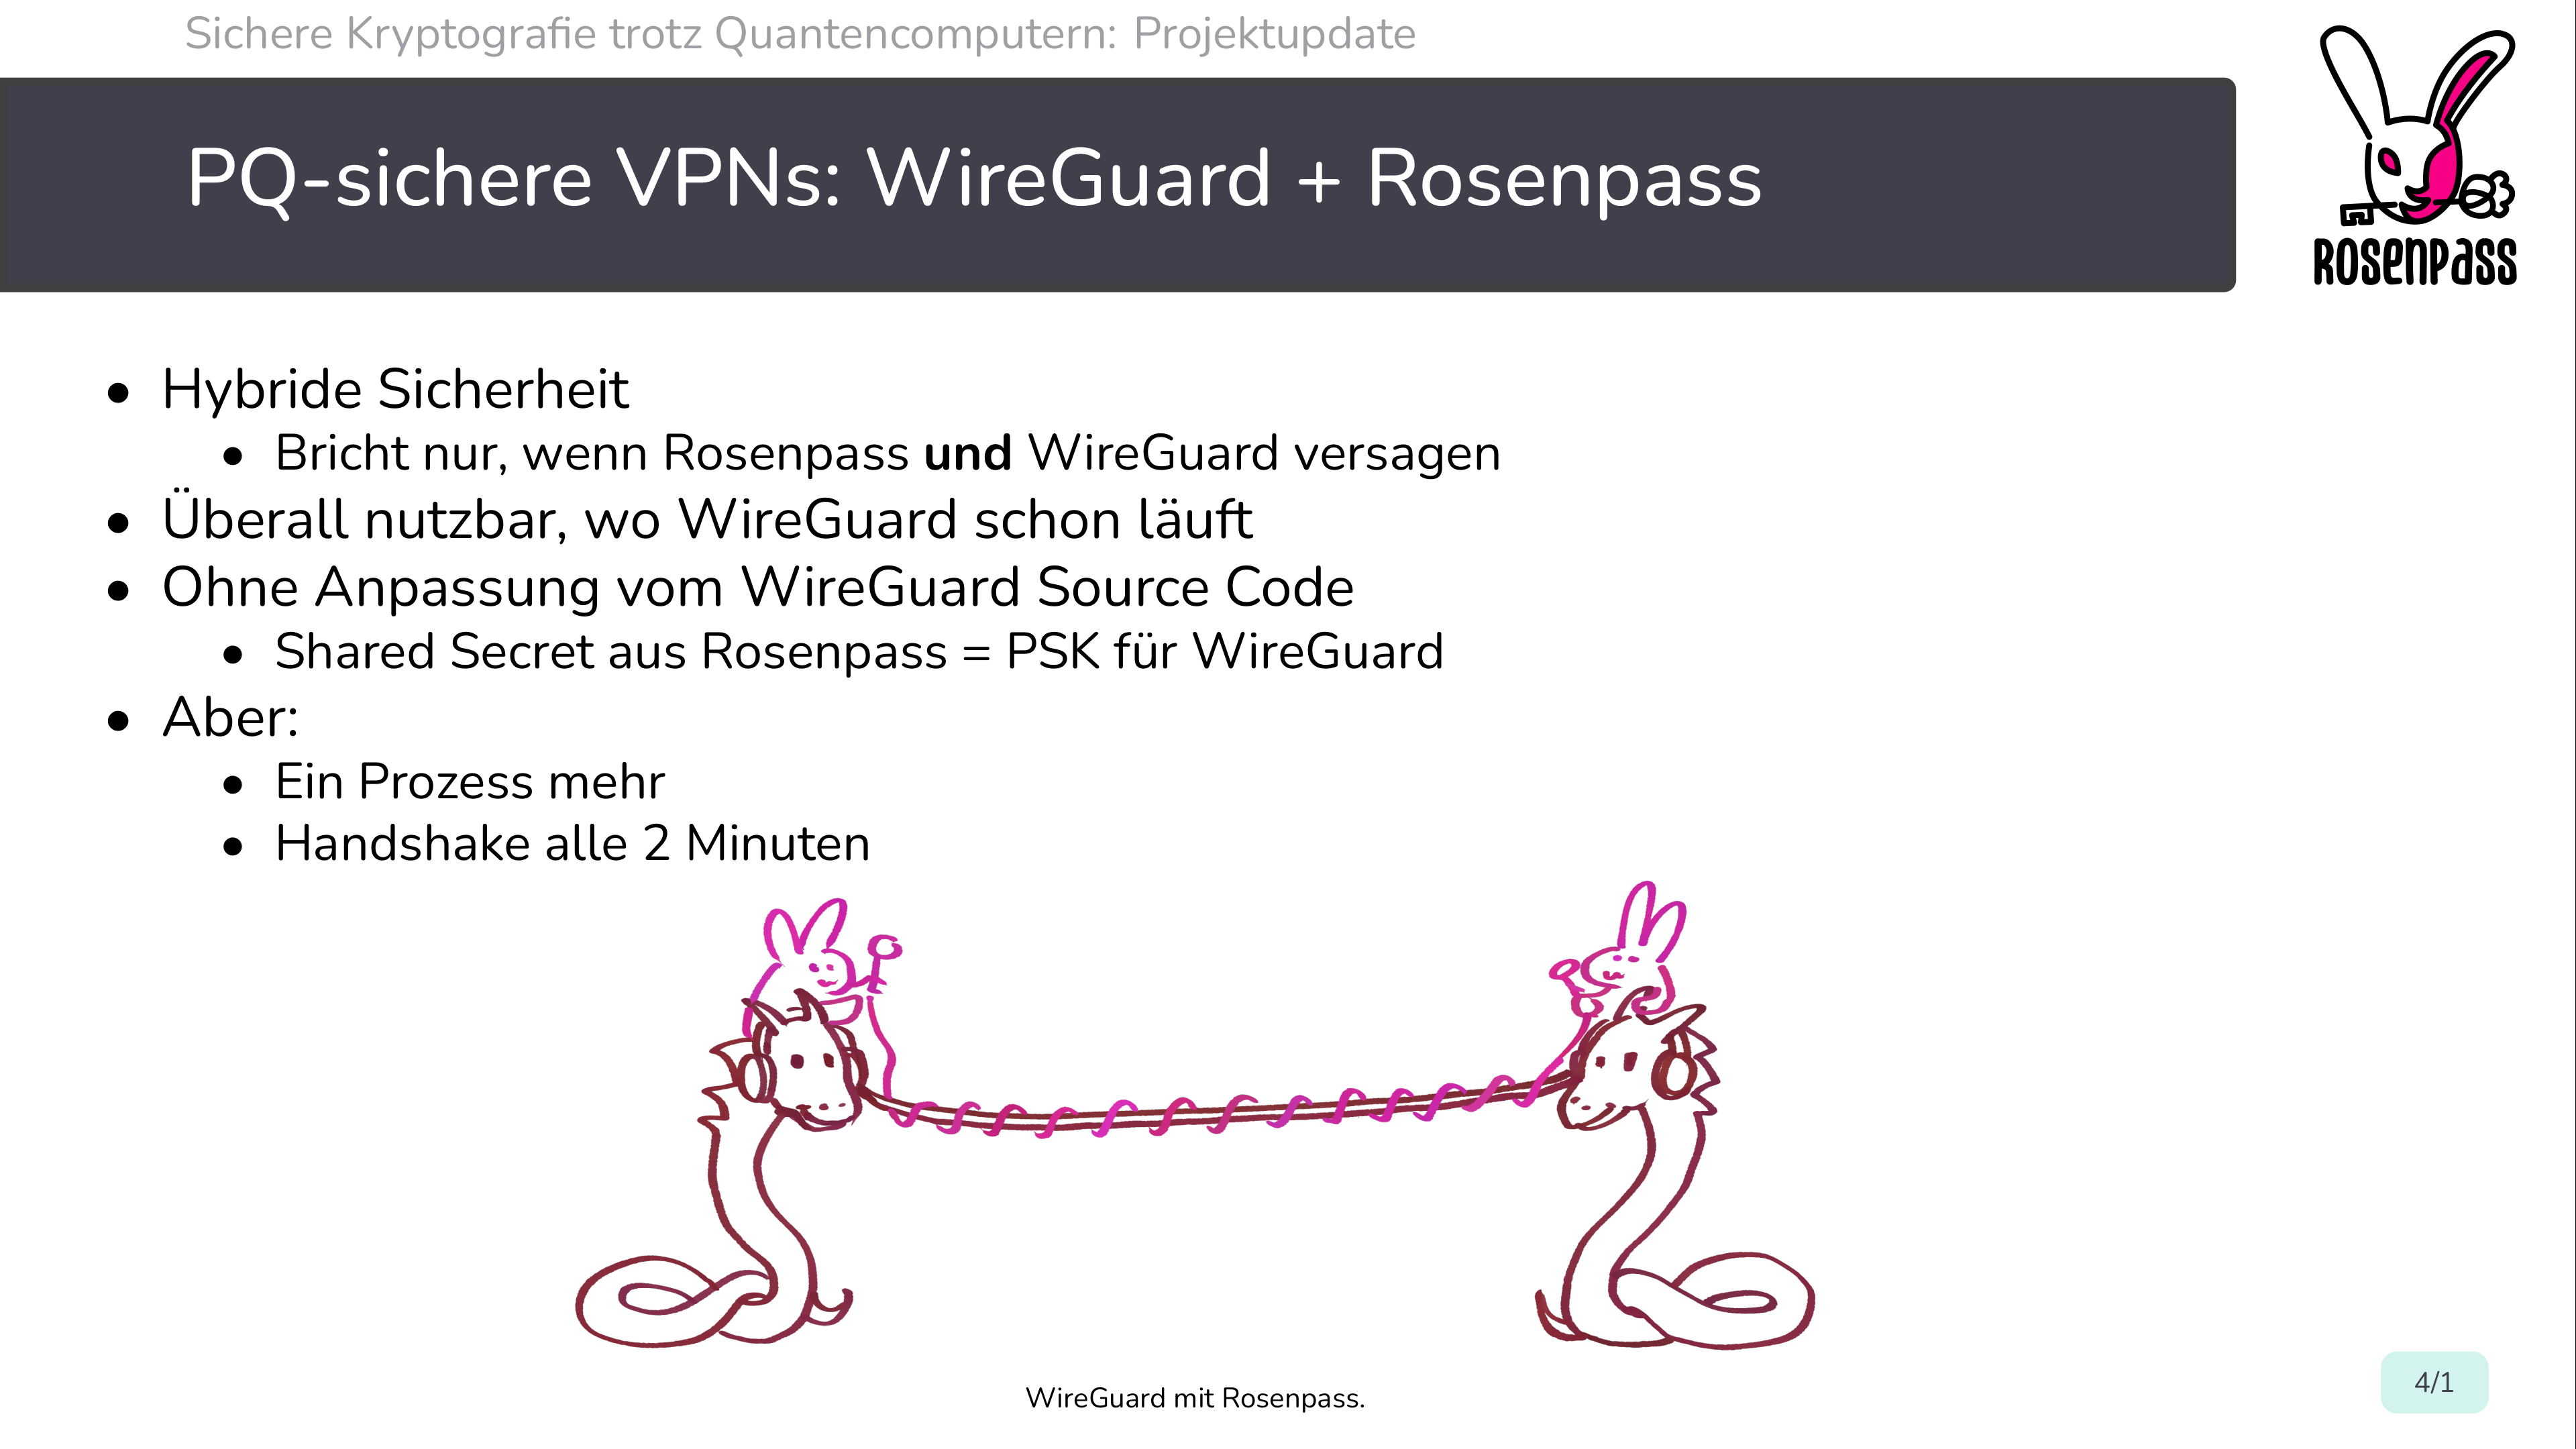 Sichere Kryptografie trotz Quantencomputern: Projektupdate
PQ-sichere VPNs: WireGuard + Rosenpass
ROSENPASS
• Hybride Sicherheit
• Bricht nur, wenn Rosenpass und WireGuard versagen
• Überall nutzbar, wo WireGuard schon läuft
• Ohne Anpassung vom WireGuard Source Code
• Shared Secret aus Rosenpass = PSK für WireGuard
• Aber:
• Ein Prozess mehr
• Handshake alle 2 Minuten
WireGuard mit Rosenpass.
4/1